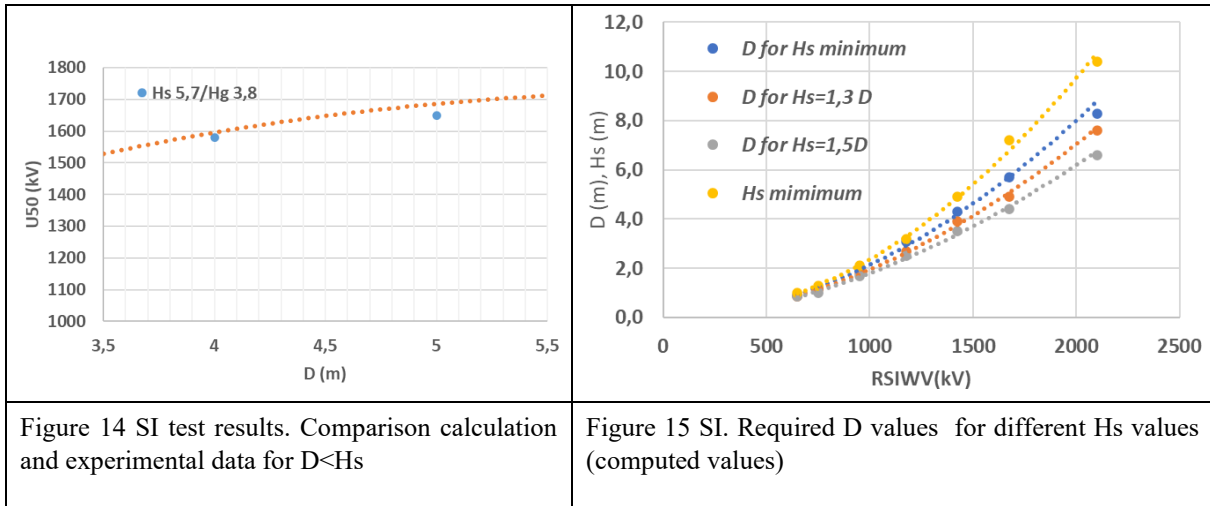 1800
1700
1600
1500
1400
1300
1200
1100
1000
U50 (kV)
Hs 5,7/Hg 3,8
3,5 4 4,5 5 5,5
D (m)
12,0
10,0
8,0
6,0
4,0
2,0
0,0
D (m), Hs (m)
D for Hs minimum
D for Hs=1,3 D
D for Hs=1,5D
Hs mimimum
0 500 1000 1500 2000 2500
RSIWV(kV)
Figure 14 SI test results. Comparison calculation
and experimental data for D<Hs
Figure 15 SI. Required D values for different Hs values
(computed values)